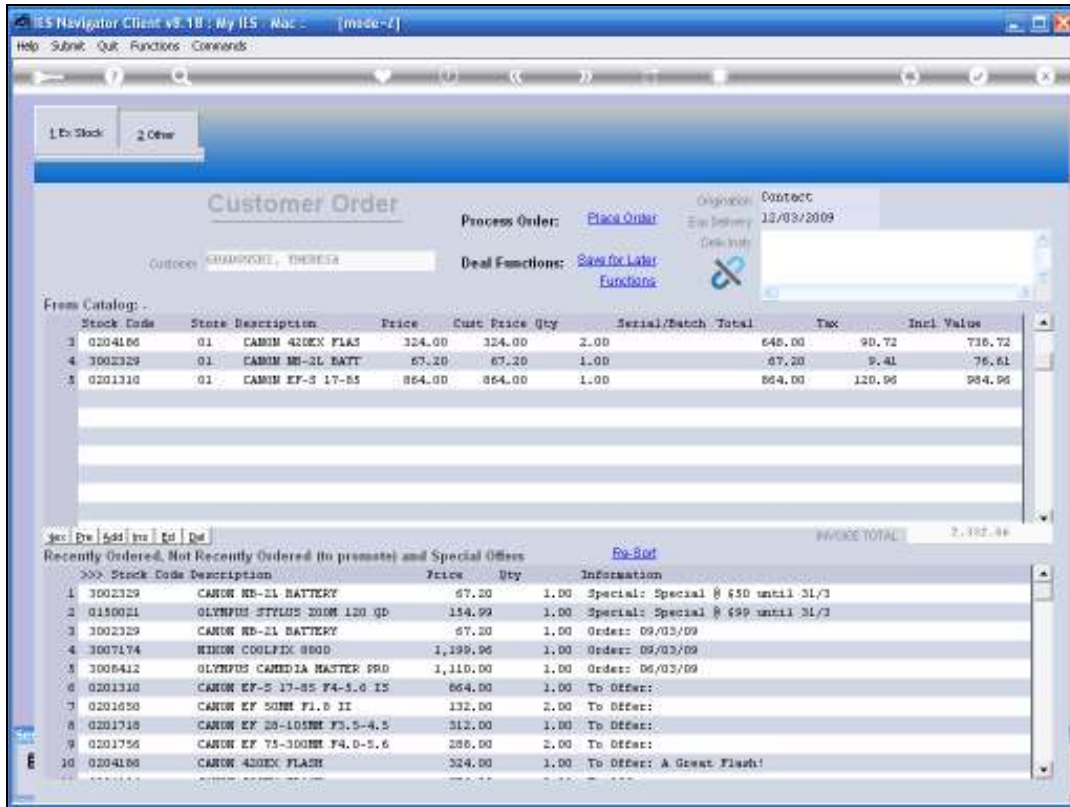 IES Navigator Client v8.18 : My IES - Mac -
Help Submit Quit Functions Commands
1 Ex Stock 2 Other
Customer Order
Process Order: Place Order
Origination Contact
12/03/2009
Customer THERESA
Deal Functions: Save for Later
Functions
From Catalog: -
Stock Code Store Description Price Cust Price Qty Serial/Batch Total Tax Incl Value
3 0204186 01 CANON 420EX FLAS 324.00 324.00 2.00 648.00 90.72 738.72
4 3002329 01 CANON NB-2L BATT 67.20 67.20 1.00 67.20 9.41 76.61
5 0201310 01 CANON EF-S 17-85 864.00 864.00 1.00 864.00 120.96 984.96
Pre Add Ins Ed Del
INVOICE TOTAL
Recently Ordered, Not Recently Ordered (to promote) and Special Offers Re-Sort
>>> Stock Code Description Price Qty Information
1 3002329 CANON NB-2L BATTERY 67.20 1.00 Special: Special @ $50 until 31/3
2 0150021 OLYMPUS STYLUS ZOOM 120 QD 154.99 1.00 Special: Special @ $99 until 31/3
3 3002329 CANON NB-2L BATTERY 67.20 1.00 Order: 09/03/09
4 3007174 NIKON COOLPIX 8800 1,199.96 1.00 Order: 09/03/09
5 3008412 OLYMPUS CAMEDIA MASTER PRO 1,110.00 1.00 Order: 06/03/09
6 0201310 CANON EF-S 17-85 F4-5.6 IS 864.00 1.00 To Offer:
7 0201650 CANON EF 50MM F1.8 II 132.00 2.00 To Offer:
8 0201718 CANON EF 28-105MM F3.5-4.5 312.00 1.00 To Offer:
9 0201756 CANON EF 75-300MM F4.0-5.6 288.00 2.00 To Offer:
10 0204186 CANON 420EX FLASH 324.00 1.00 To Offer: A Great Flash!